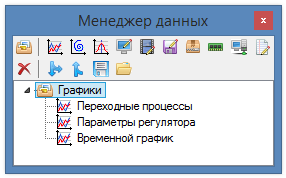 Менеджер данных
Графики
Переходные процессы
Параметры регулятора
Временной график